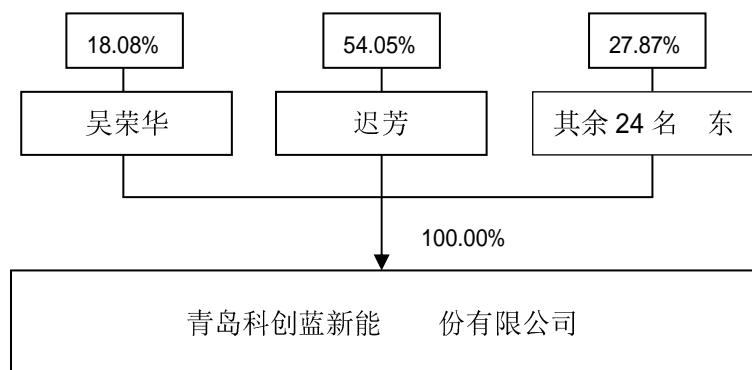 18.08%
54.05%
27.87%
吴荣华
迟芳
其余 24 名 东
100.00%
青岛科创蓝新能 份有限公司